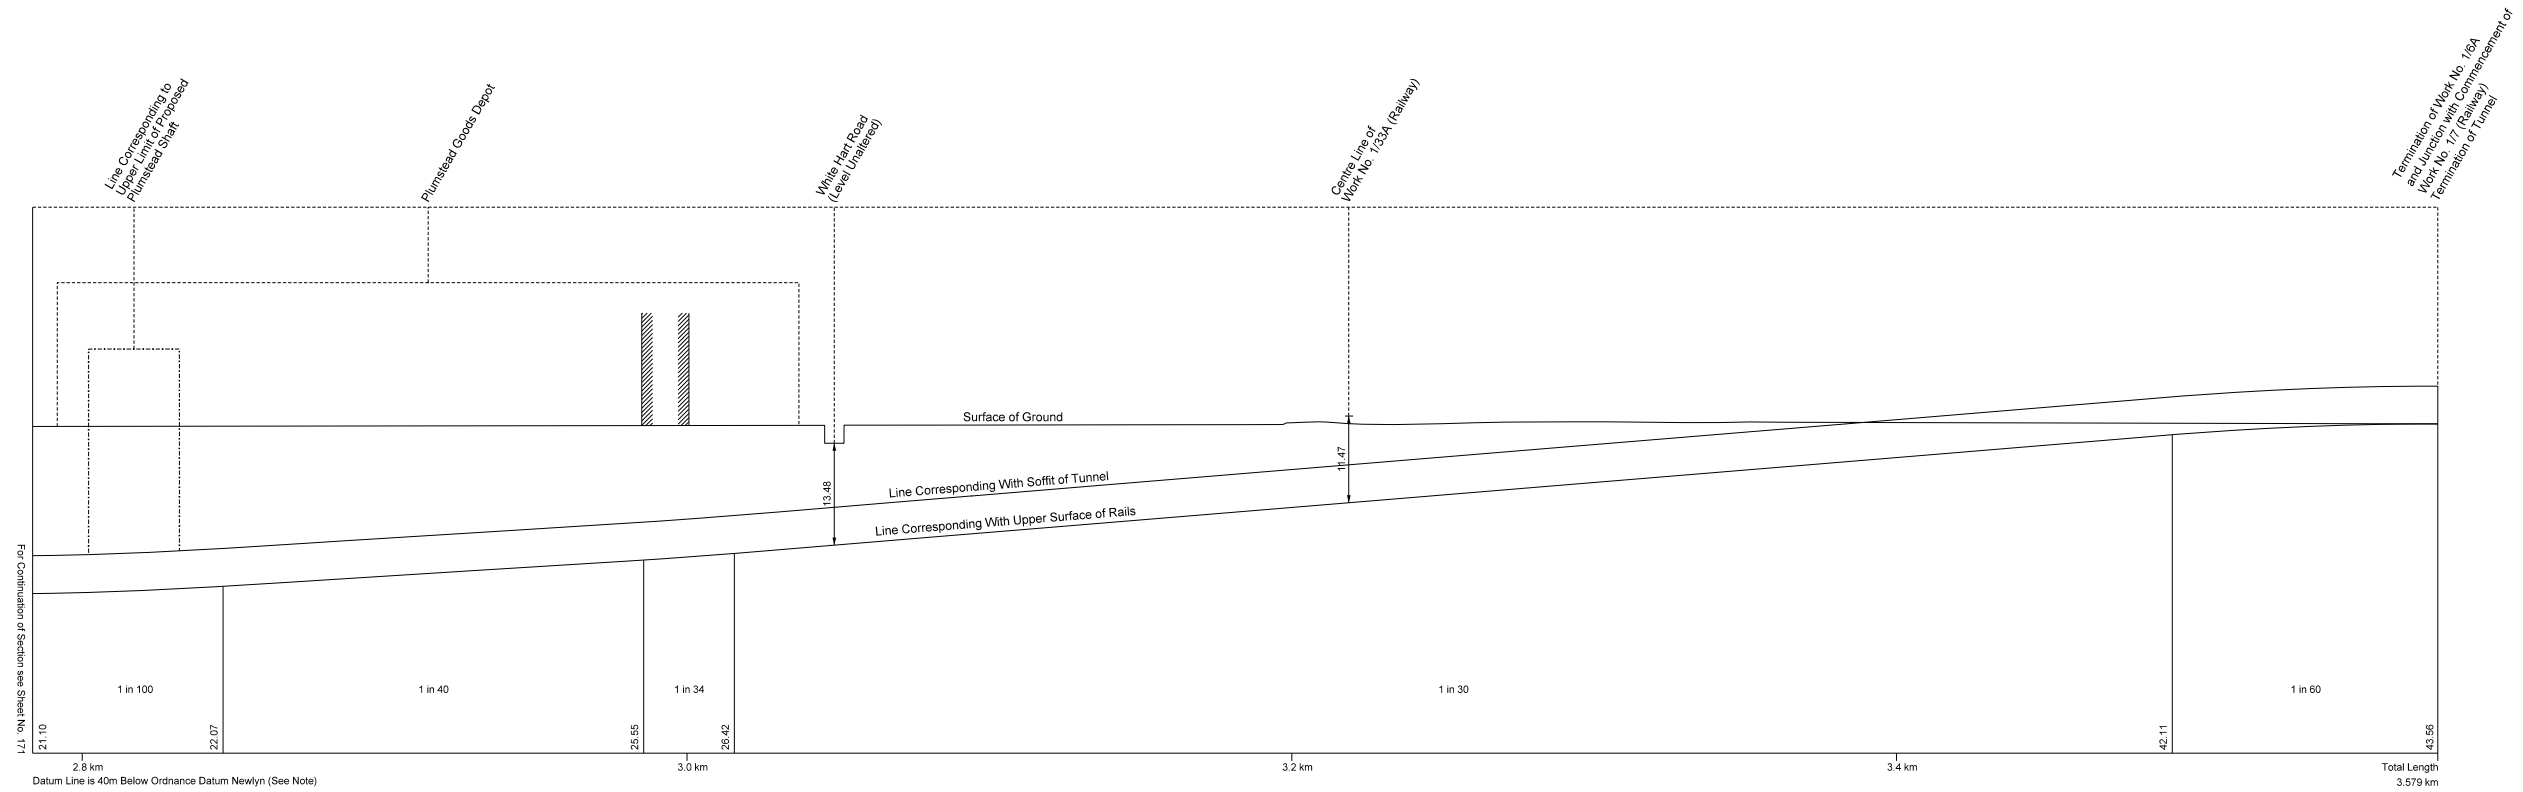 Line Corresponding to
Upper Limit of Proposed
Plumstead Shaft
Plumstead Goods Depot
White Hart Road
(Level Unaltered)
Centre Line of
Work No. 1/33A (Railway)
Termination of Work No. 1/6A
and Junction with Commencement of
Work No. 1/7 (Railway)
Termination of Tunnel
Surface of Ground
11.47
13.48
Line Corresponding With Soffit of Tunnel
Line Corresponding With Upper Surface of Rails
For Continuation of Section see Sheet No. 171
1 in 100
1 in 40
1 in 34
1 in 30
1 in 60
21.10
22.07
25.55
26.42
42.11
43.56
2.8 km
3.0 km
3.2 km
3.4 km
Total Length
3.579 km
Datum Line is 40m Below Ordnance Datum Newlyn (See Note)